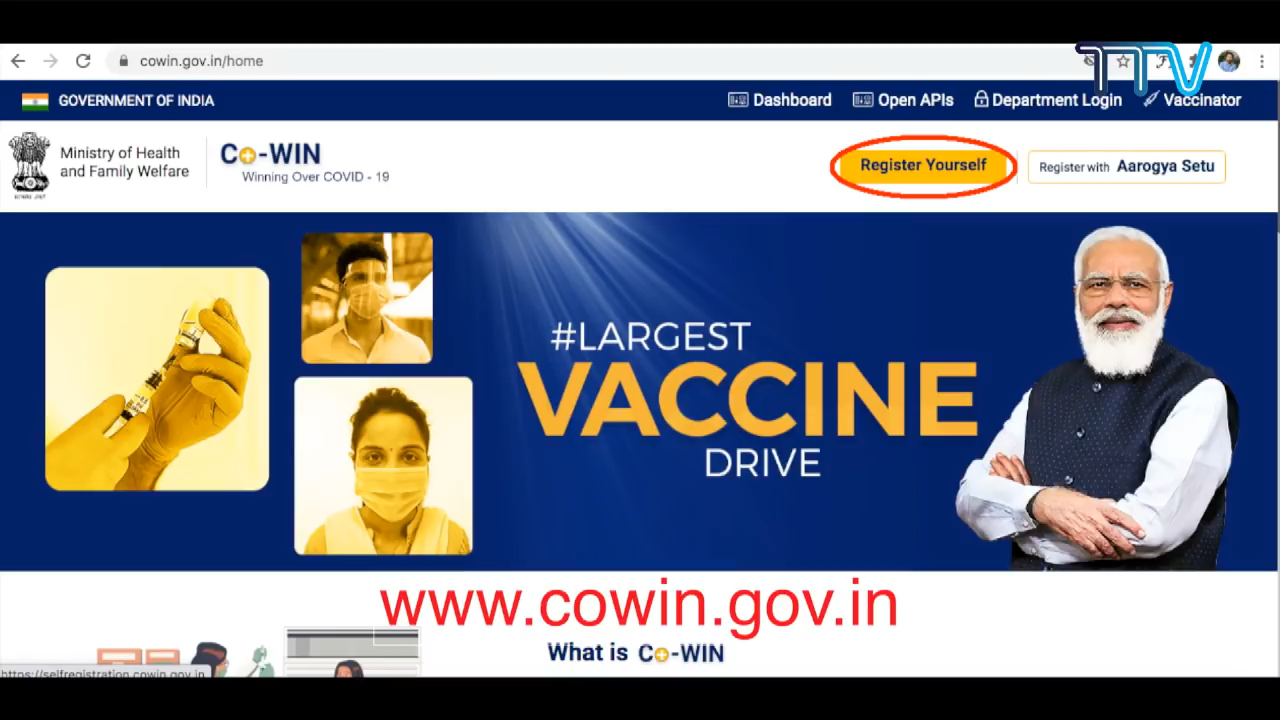 TTV
cowin.gov.in/home
GOVERNMENT OF INDIA
Dashboard
Open APIs
Department Login
Vaccinator
Ministry of Health
and Family Welfare
Co-WIN
Winning Over COVID - 19
Register Yourself
Register with Aarogya Setu
#LARGEST
VACCINE
DRIVE
www.cowin.gov.in
What is Co-WIN
https://selfregistration.cowin.gov.in